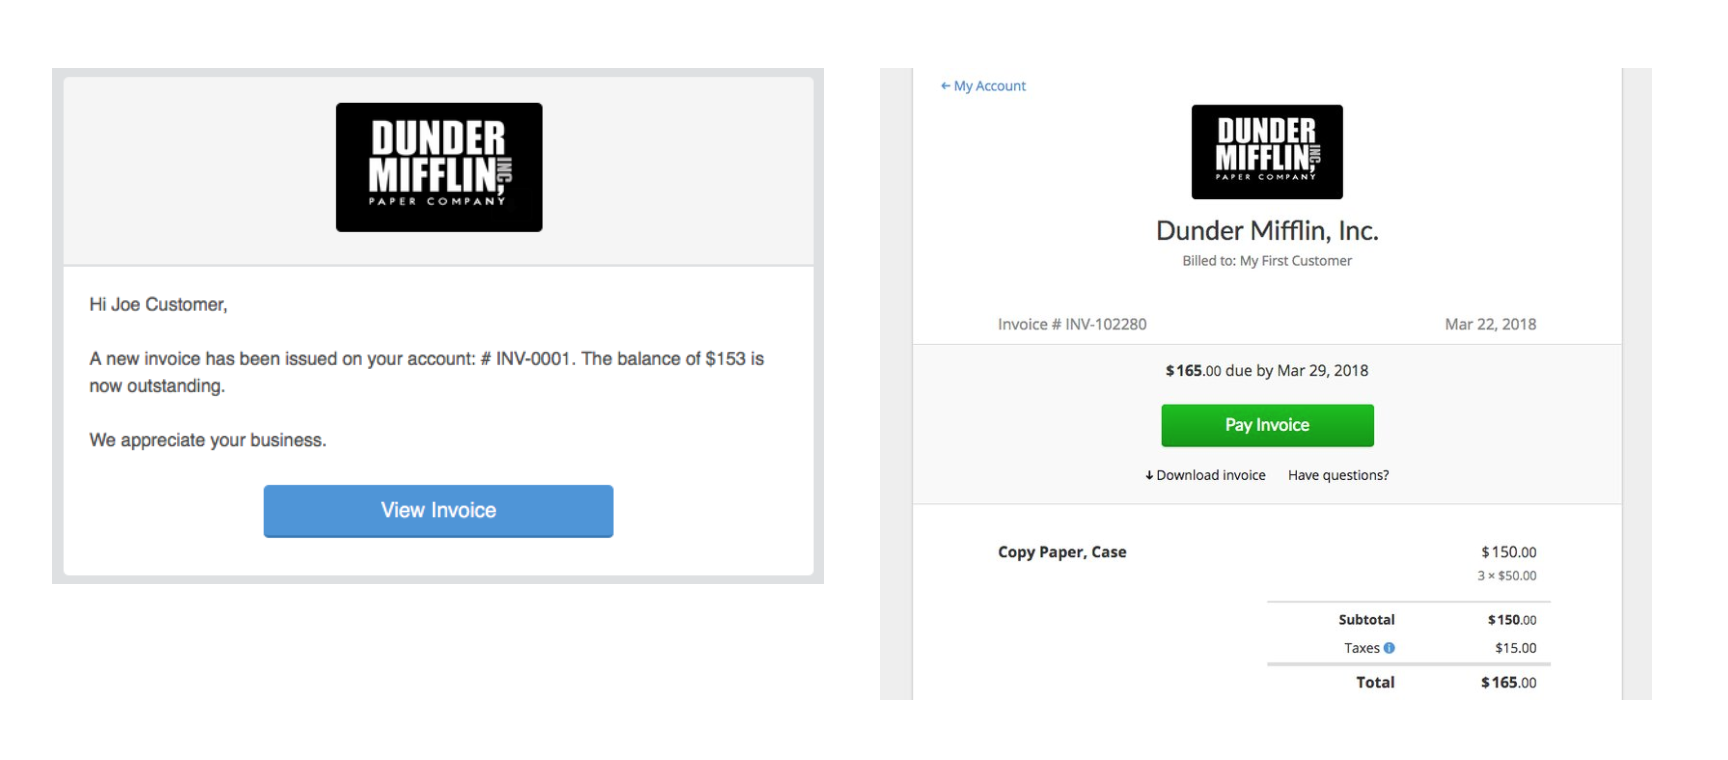 DUNDER
MIFFLIN, INC.
PAPER COMPANY
Hi Joe Customer,
A new invoice has been issued on your account: # INV-0001. The balance of $153 is
now outstanding.
We appreciate your business.
View Invoice
← My Account
DUNDER
MIFFLIN, INC.
PAPER COMPANY
Dunder Mifflin, Inc.
Billed to: My First Customer
Invoice # INV-102280 Mar 22, 2018
$165.00 due by Mar 29, 2018
Pay Invoice
↓ Download invoice Have questions?
Copy Paper, Case $150.00
3 × $50.00
Subtotal $150.00
Taxes i $15.00
Total $165.00